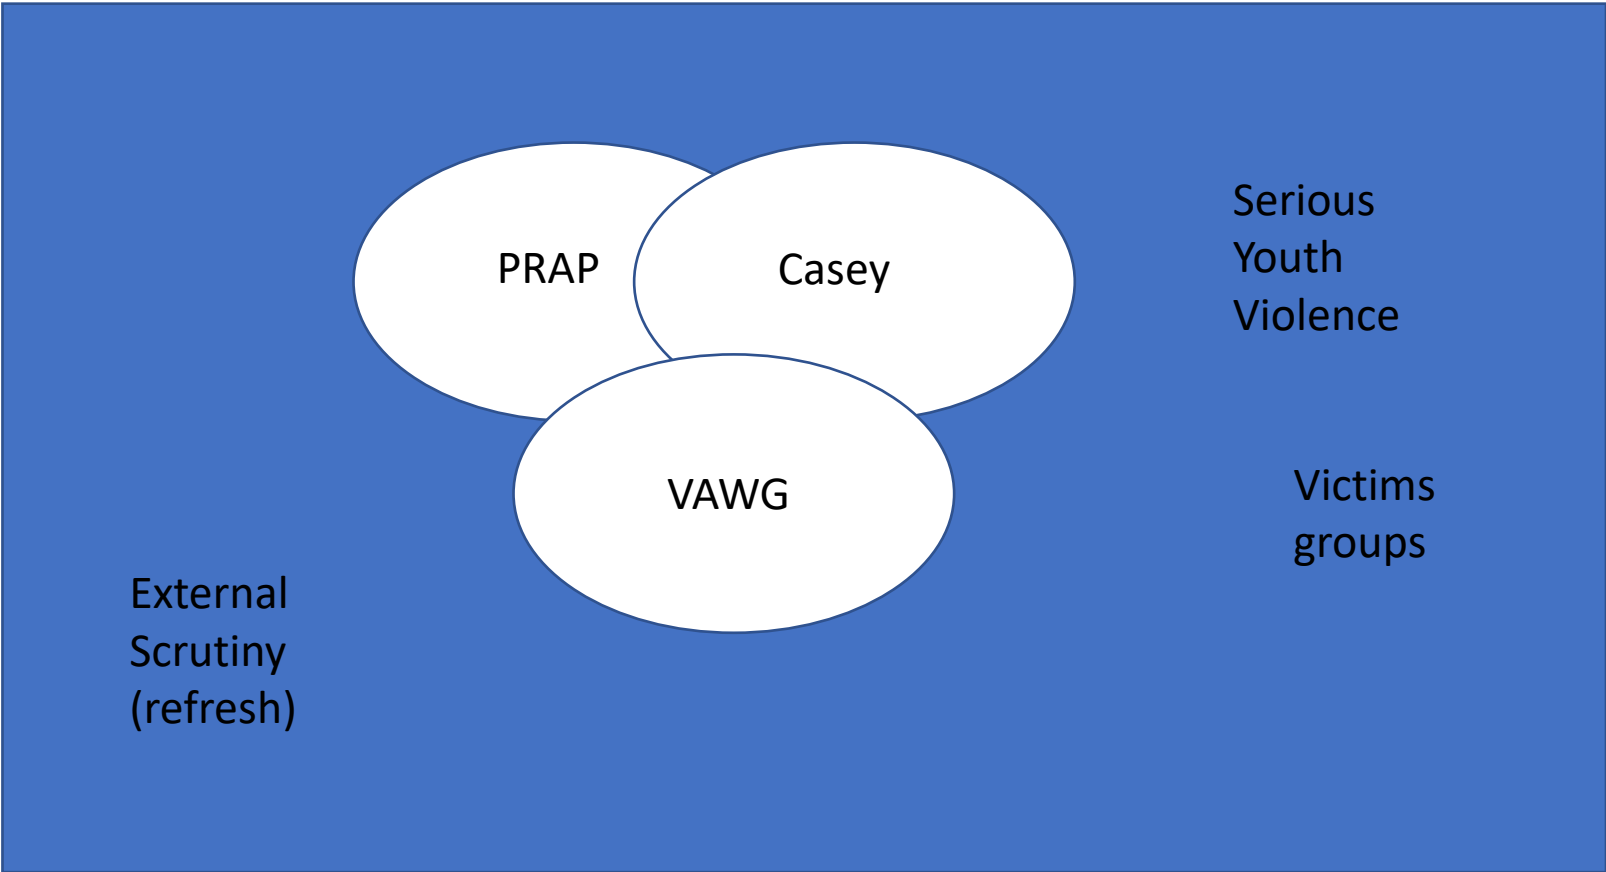 PRAP
Casey
VAWG
Serious
Youth
Violence
Victims
groups
External
Scrutiny
(refresh)